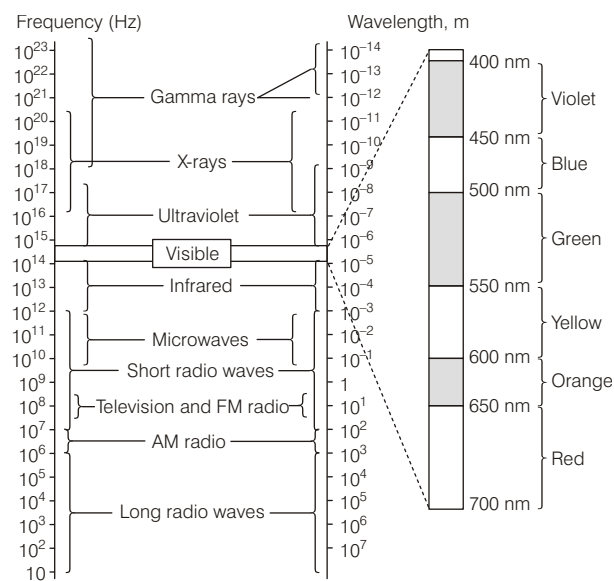 Frequency (Hz)
Wavelength, m
10²³
10²²
10²¹
10²⁰
10¹⁹
10¹⁸
10¹⁷
10¹⁶
10¹⁵
10¹⁴
10¹³
10¹²
10¹¹
10¹⁰
10⁹
10⁸
10⁷
10⁶
10⁵
10⁴
10³
10²
10
Gamma rays
X-rays
Ultraviolet
Visible
Infrared
Microwaves
Short radio waves
Television and FM radio
AM radio
Long radio waves
10⁻¹⁴
10⁻¹³
10⁻¹²
10⁻¹¹
10⁻¹⁰
10⁻⁹
10⁻⁸
10⁻⁷
10⁻⁶
10⁻⁵
10⁻⁴
10⁻³
10⁻²
10⁻¹
1
10¹
10²
10³
10⁴
10⁵
10⁶
10⁷
400 nm
450 nm
500 nm
550 nm
600 nm
650 nm
700 nm
Violet
Blue
Green
Yellow
Orange
Red